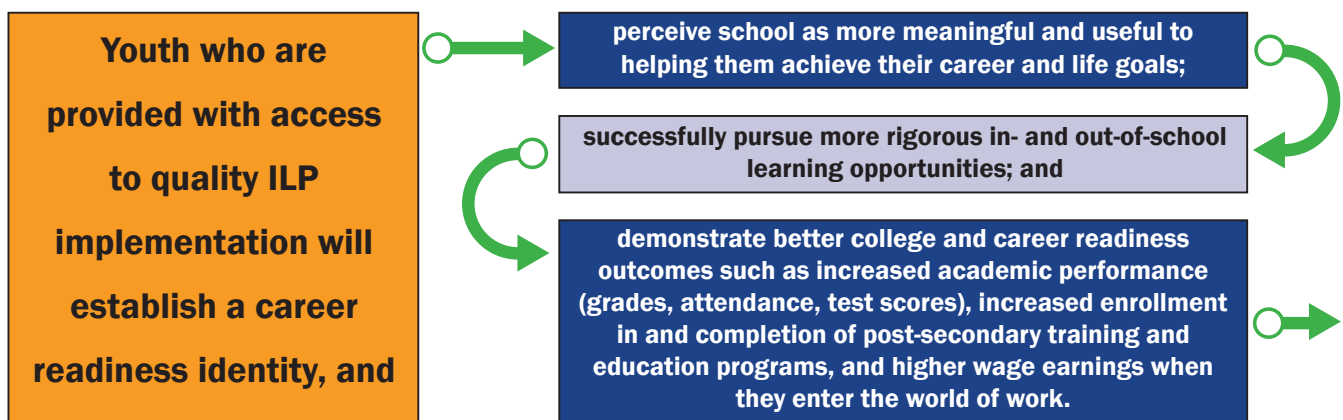 Youth who are
provided with access
to quality ILP
implementation will
establish a career
readiness identity, and
perceive school as more meaningful and useful to
helping them achieve their career and life goals;
successfully pursue more rigorous in- and out-of-school
learning opportunities; and
demonstrate better college and career readiness
outcomes such as increased academic performance
(grades, attendance, test scores), increased enrollment
in and completion of post-secondary training and
education programs, and higher wage earnings when
they enter the world of work.